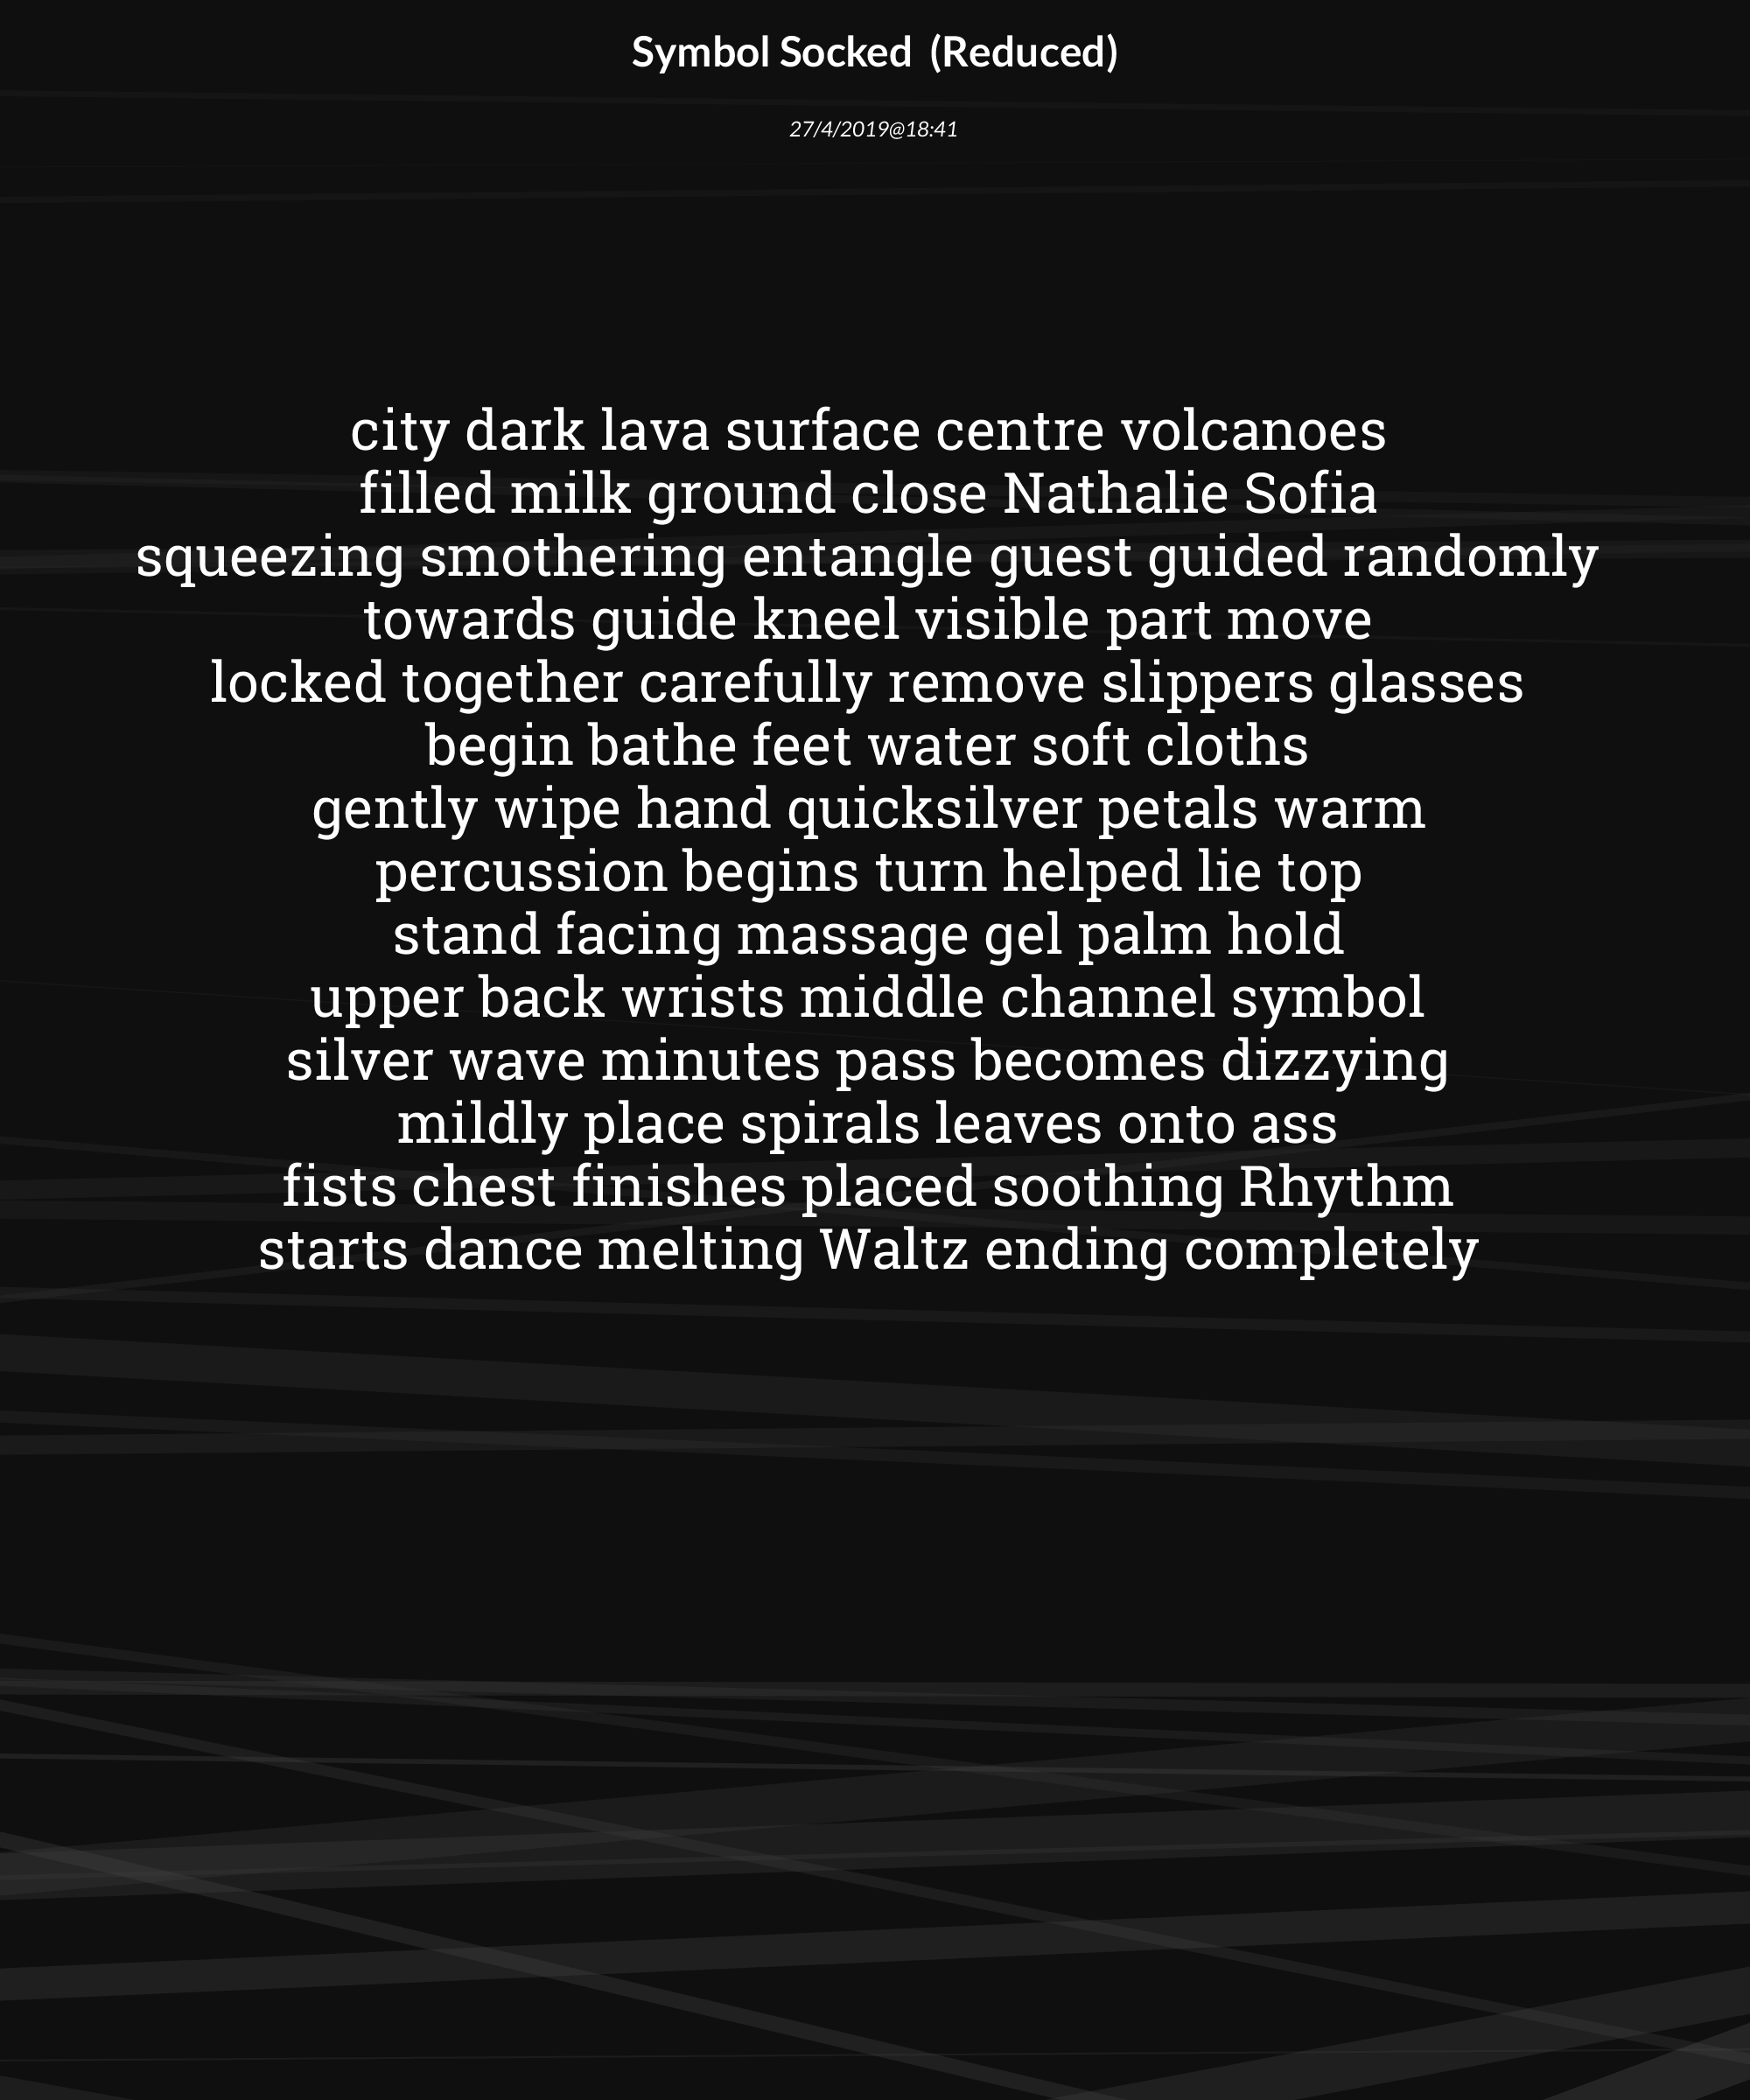 Symbol Socked  (Reduced)
27/4/2019@18:41
city dark lava surface centre volcanoes
filled milk ground close Nathalie Sofia
squeezing smothering entangle guest guided randomly
towards guide kneel visible part move
locked together carefully remove slippers glasses
begin bathe feet water soft cloths
gently wipe hand quicksilver petals warm
percussion begins turn helped lie top
stand facing massage gel palm hold
upper back wrists middle channel symbol
silver wave minutes pass becomes dizzying
mildly place spirals leaves onto ass
fists chest finishes placed soothing Rhythm
starts dance melting Waltz ending completely